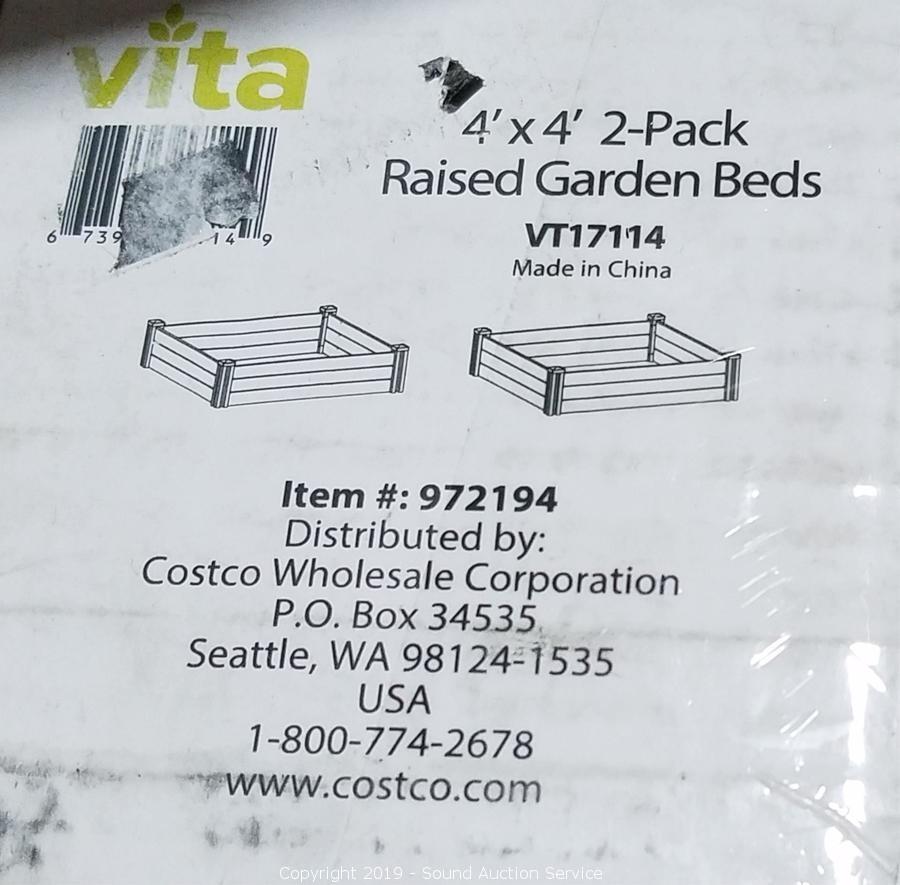 vita
4' x 4' 2-Pack
Raised Garden Beds
VT17114
Made in China
6 739 14 9
Item #: 972194
Distributed by:
Costco Wholesale Corporation
P.O. Box 34535
Seattle, WA 98124-1535
USA
1-800-774-2678
www.costco.com
Copyright 2019 - Sound Auction Service